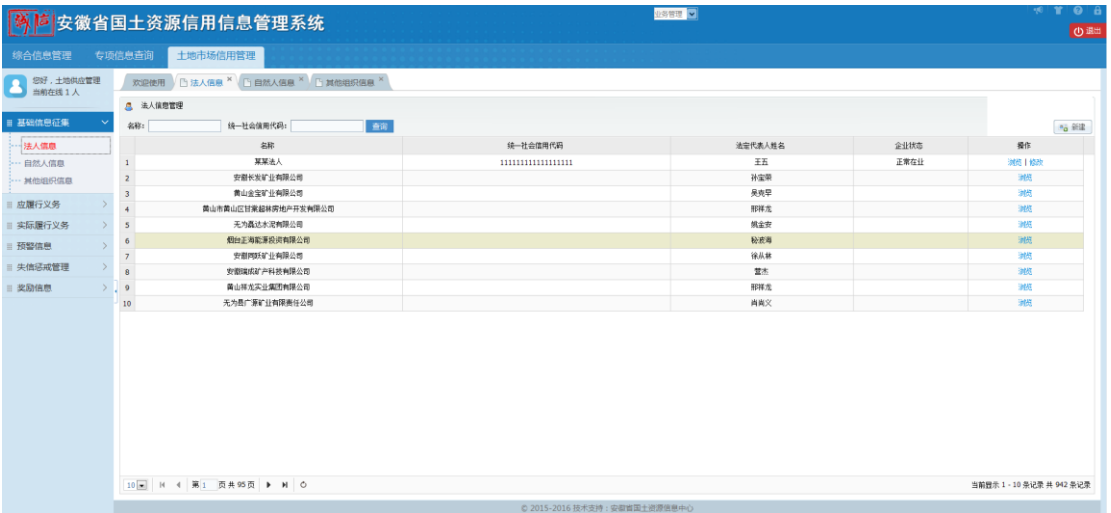 安徽省国土资源信用信息管理系统
业务管理
退出
综合信息管理 专项信息查询 土地市场信用管理
您好，土地供应管理
当前在线 1 人
欢迎使用 法人信息 自然人信息 其他组织信息
法人信息管理
基础信息征集
名称: 统一社会信用代码: 查询 新建
法人信息
自然人信息
其他组织信息
应履行义务
实际履行义务
预警信息
失信惩戒管理
奖励信息
名称 统一社会信用代码 法定代表人姓名 企业状态 操作
1 某某法人 111111111111111111 王五 正常在业 浏览 | 修改
2 安徽长发矿业有限公司 孙宝荣 浏览
3 黄山金宝矿业有限公司 吴克早 浏览
4 黄山市黄山区甘棠超林房地产开发有限公司 邢祥龙 浏览
5 无为磊达水泥有限公司 姚金安 浏览
6 烟台正海能源投资有限公司 秘波海 浏览
7 安徽同跃矿业有限公司 徐从林 浏览
8 安徽瑞成矿产科技有限公司 浏览
9 黄山祥龙实业集团有限公司 邢祥龙 浏览
10 无为县广源矿业有限责任公司 肖尚义 浏览
10 第 1 页 共 95 页 当前显示 1 - 10 条记录 共 942 条记录
© 2015-2016 技术支持：安徽省国土资源信息中心